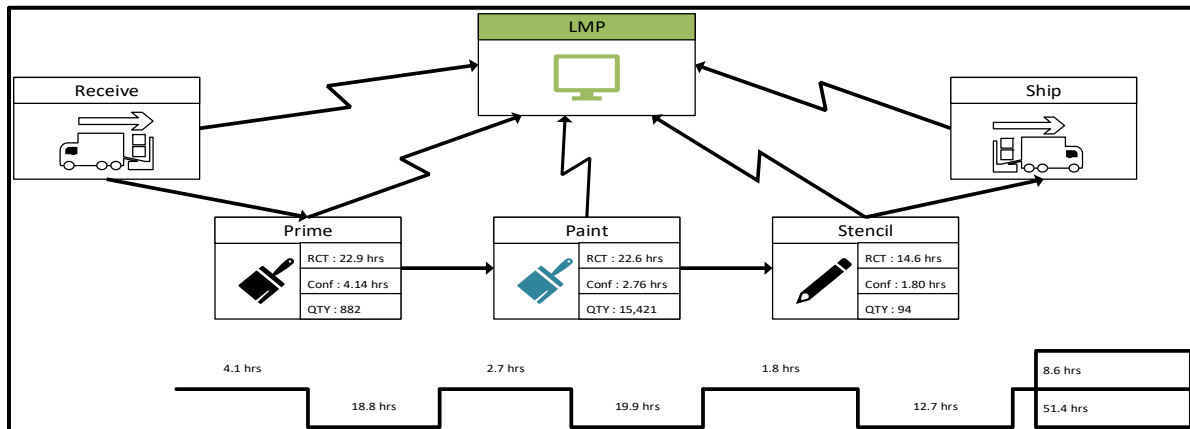 LMP
Receive
Ship
Prime
RCT : 22.9 hrs
Conf : 4.14 hrs
QTY : 882
Paint
RCT : 22.6 hrs
Conf : 2.76 hrs
QTY : 15,421
Stencil
RCT : 14.6 hrs
Conf : 1.80 hrs
QTY : 94
4.1 hrs
2.7 hrs
1.8 hrs
8.6 hrs
18.8 hrs
19.9 hrs
12.7 hrs
51.4 hrs